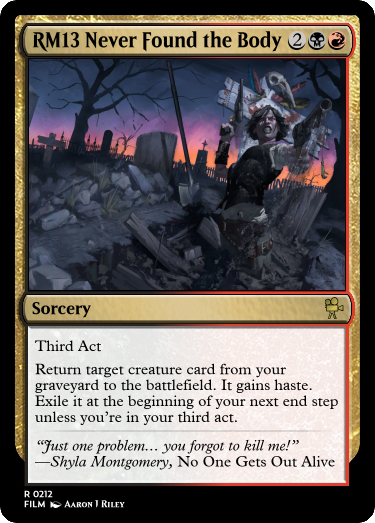 RM13 Never Found the Body 2
Sorcery
Third Act
Return target creature card from your
graveyard to the battlefield. It gains haste.
Exile it at the beginning of your next end step
unless you're in your third act.
“Just one problem... you forgot to kill me!”
—Shyla Montgomery, No One Gets Out Alive
R 0212
FILM Aaron J Riley